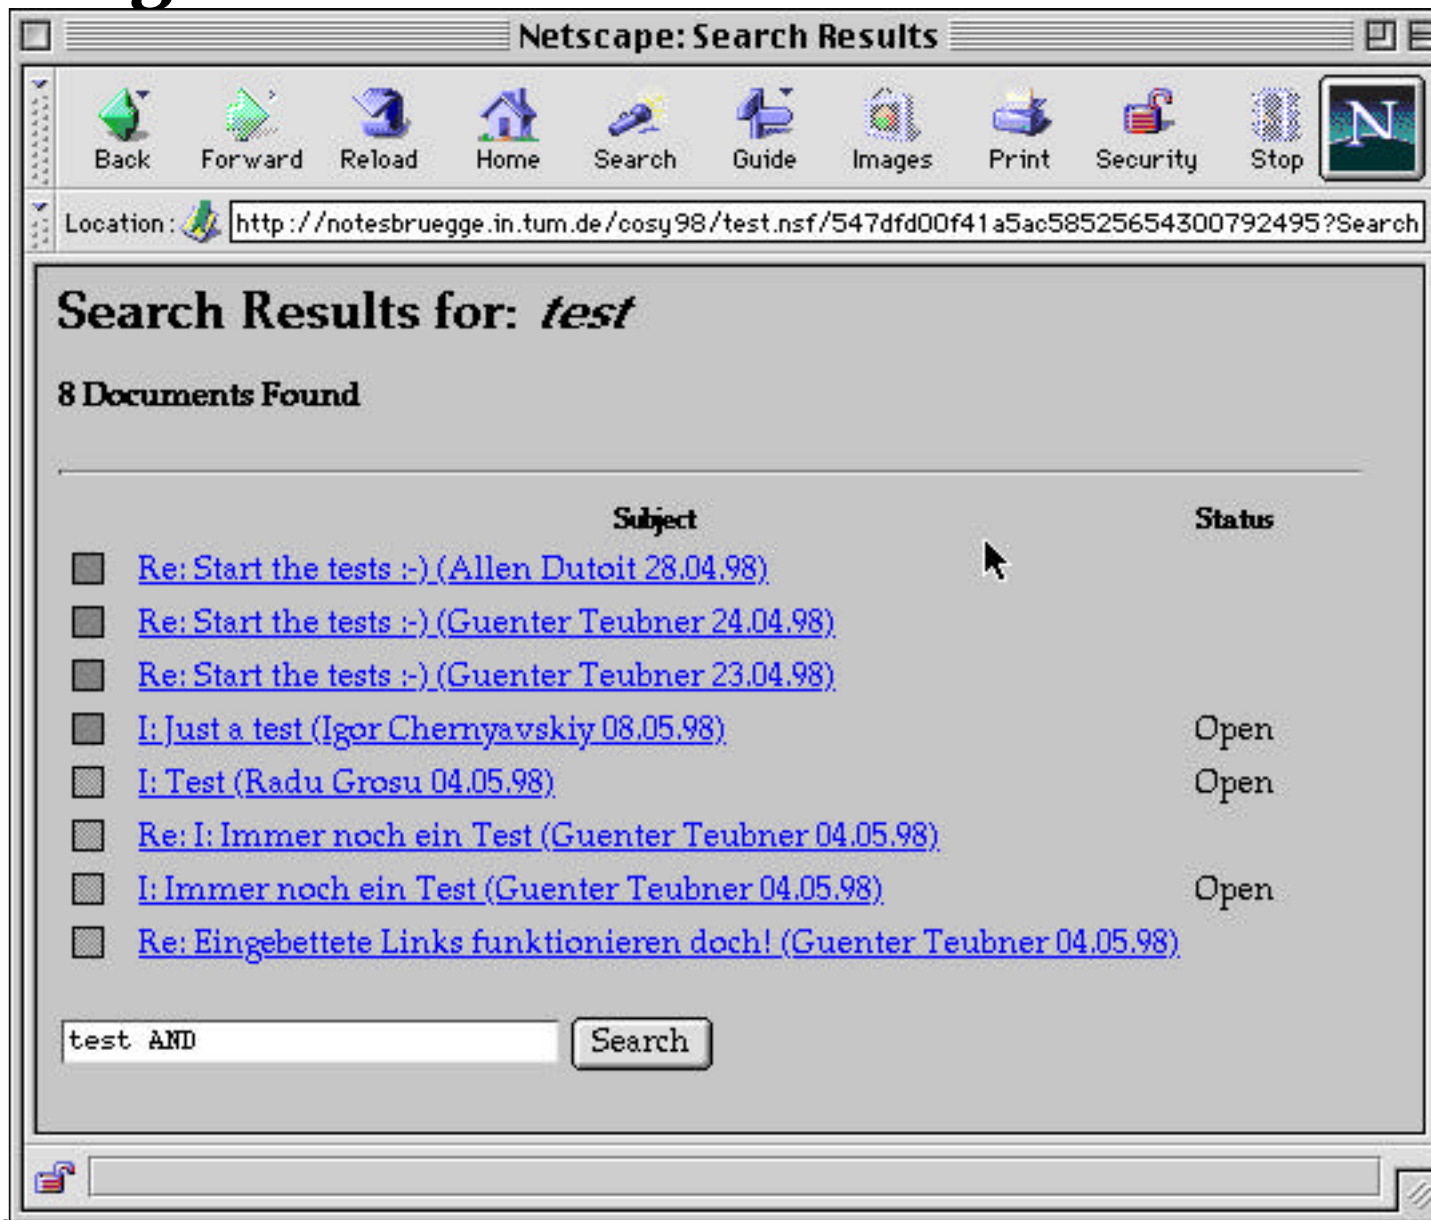 Netscape: Search Results
Back Forward Reload Home Search Guide Images Print Security Stop N
Location: http://notesbruegge.in.tum.de/cosy98/test.nsf/547dfd00f41a5ac585256543 00792495?Search
Search Results for: test
8 Documents Found
Subject Status
Re: Start the tests :-) (Allen Dutoit 28.04.98)
Re: Start the tests :-) (Guenter Teubner 24.04.98)
Re: Start the tests :-) (Guenter Teubner 23.04.98)
I: Just a test (Igor Chernyavskiy 08.05.98) Open
I: Test (Radu Grosu 04.05.98) Open
Re: I: Immer noch ein Test (Guenter Teubner 04.05.98)
I: Immer noch ein Test (Guenter Teubner 04.05.98) Open
Re: Eingebettete Links funktionieren doch! (Guenter Teubner 04.05.98)
test AND Search